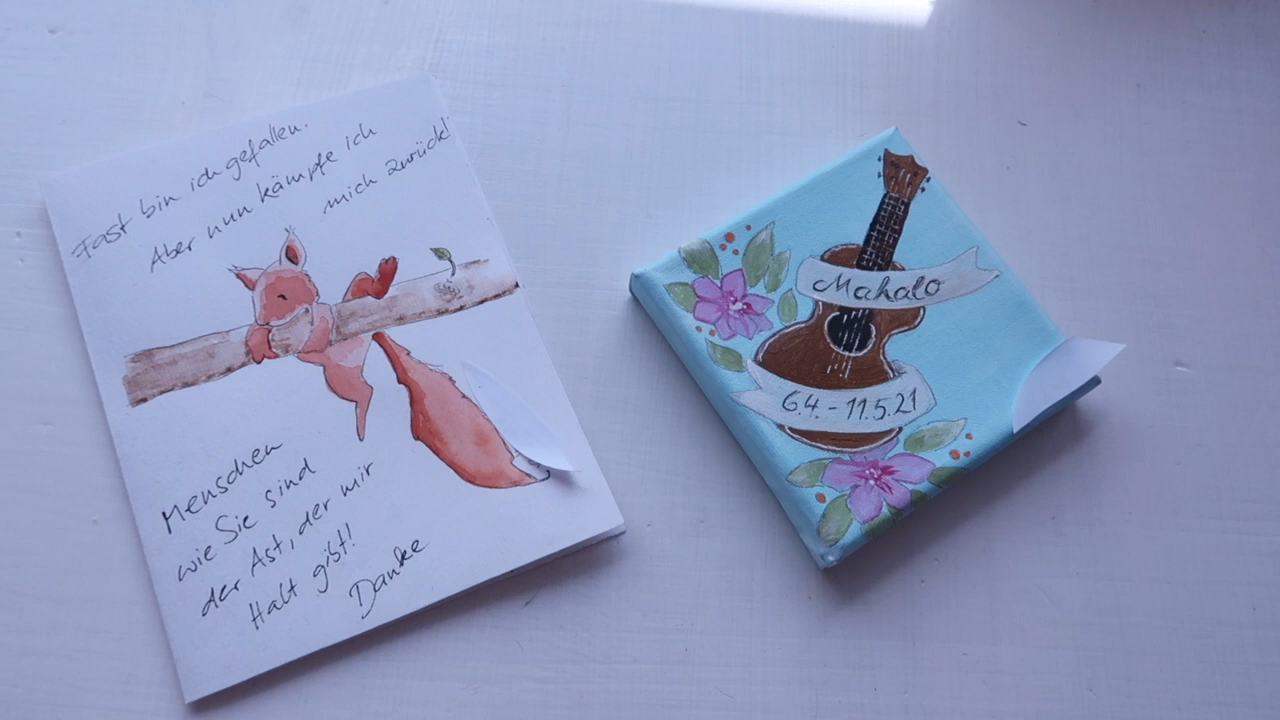 Fast bin ich gefallen.
Aber nun kämpfe ich
mich zurück!
Menschen
wie Sie sind
der Ast, der mir
Halt gibt!
Danke
Mahalo
6.4. - 11.5.21